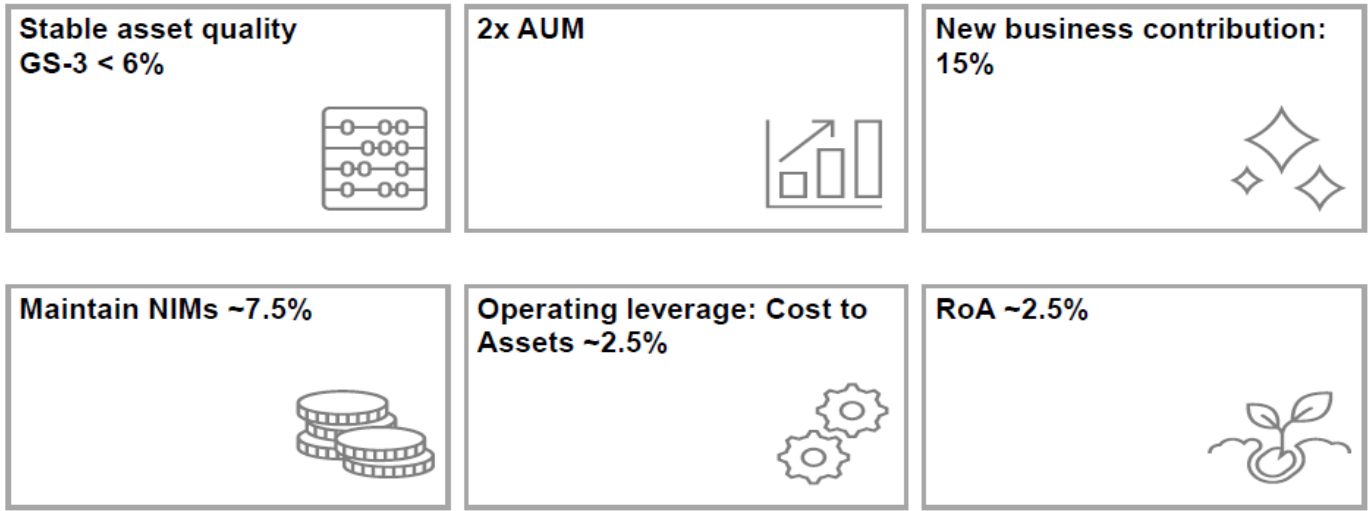 Stable asset quality
GS-3 < 6%
2x AUM
New business contribution:
15%
Maintain NIMs ~7.5%
Operating leverage: Cost to
Assets ~2.5%
RoA ~2.5%